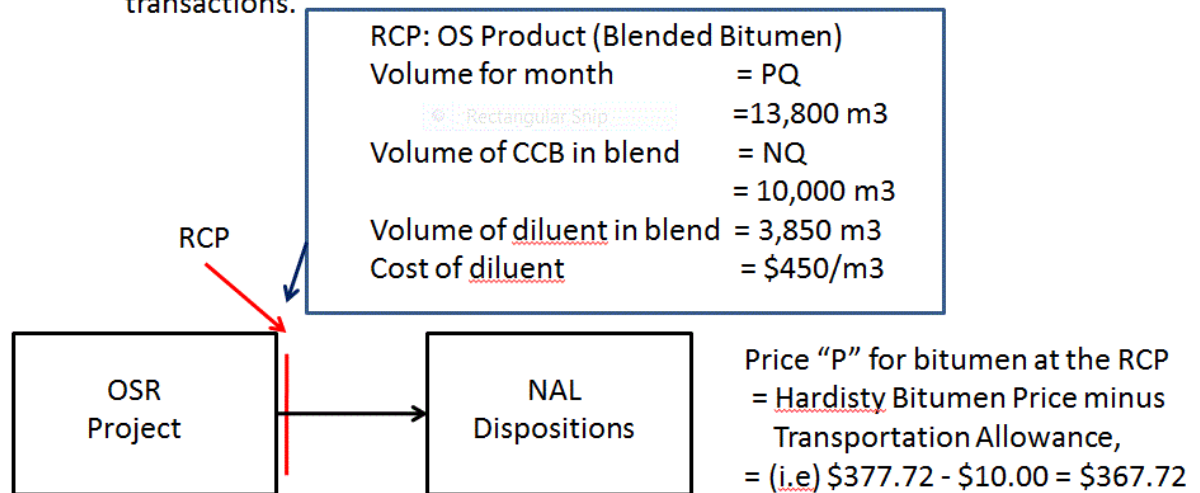 transactions.
RCP: OS Product (Blended Bitumen)
Volume for month = PQ
=13,800 m3
Rectangular Snip
Volume of CCB in blend = NQ
= 10,000 m3
Volume of diluent in blend = 3,850 m3
Cost of diluent = $450/m3
RCP
OSR
Project
NAL
Dispositions
Price “P” for bitumen at the RCP
= Hardisty Bitumen Price minus
Transportation Allowance,
= (i.e) $377.72 - $10.00 = $367.72